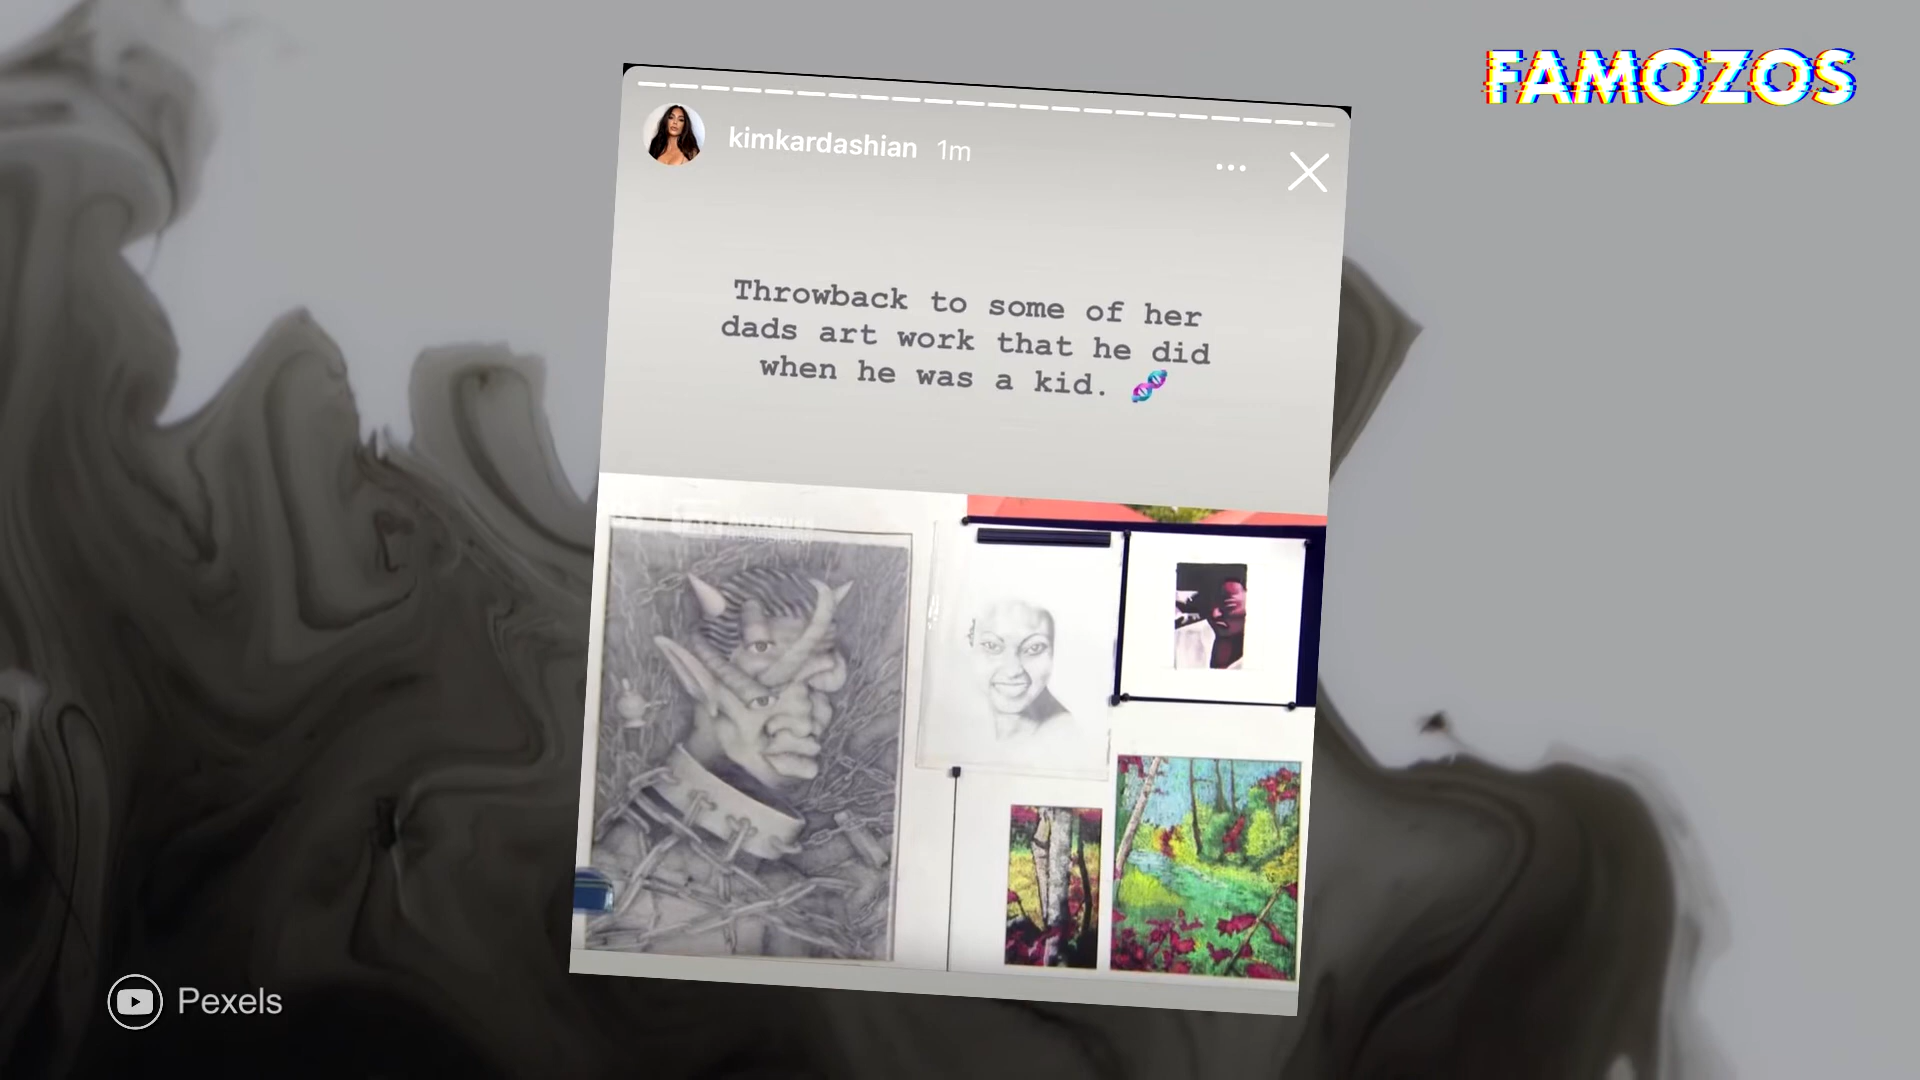 FAMOZOS
kimkardashian 1m
Throwback to some of her
dads art work that he did
when he was a kid. 🧬
Pexels